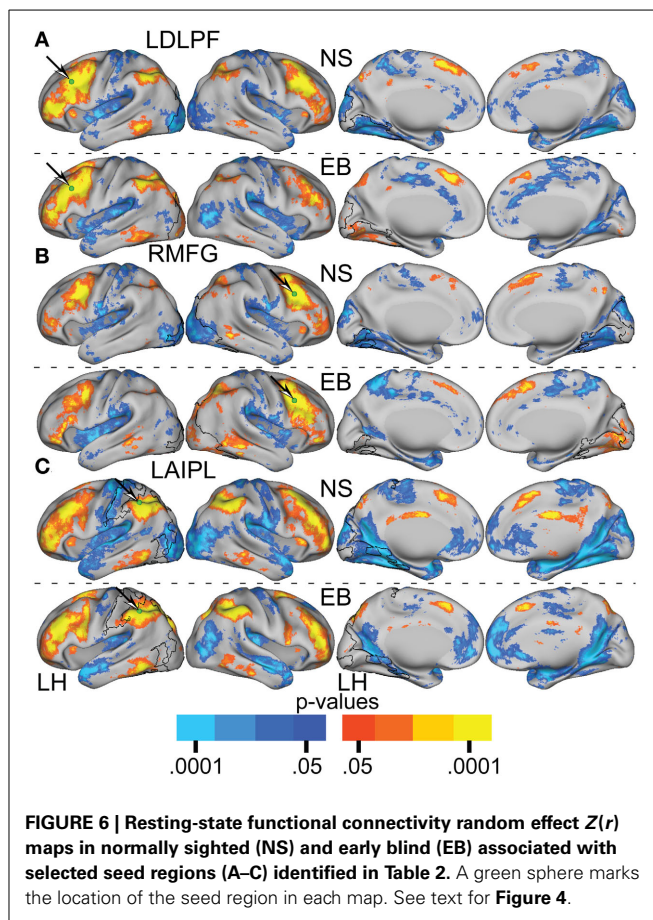 A LDLPF NS
EB
B RMFG NS
EB
C LAIPL NS
EB
LH LH
p-values
.0001 .05 .05 .0001
FIGURE 6 | Resting-state functional connectivity random effect Z(r)
maps in normally sighted (NS) and early blind (EB) associated with
selected seed regions (A–C) identified in Table 2. A green sphere marks
the location of the seed region in each map. See text for Figure 4.